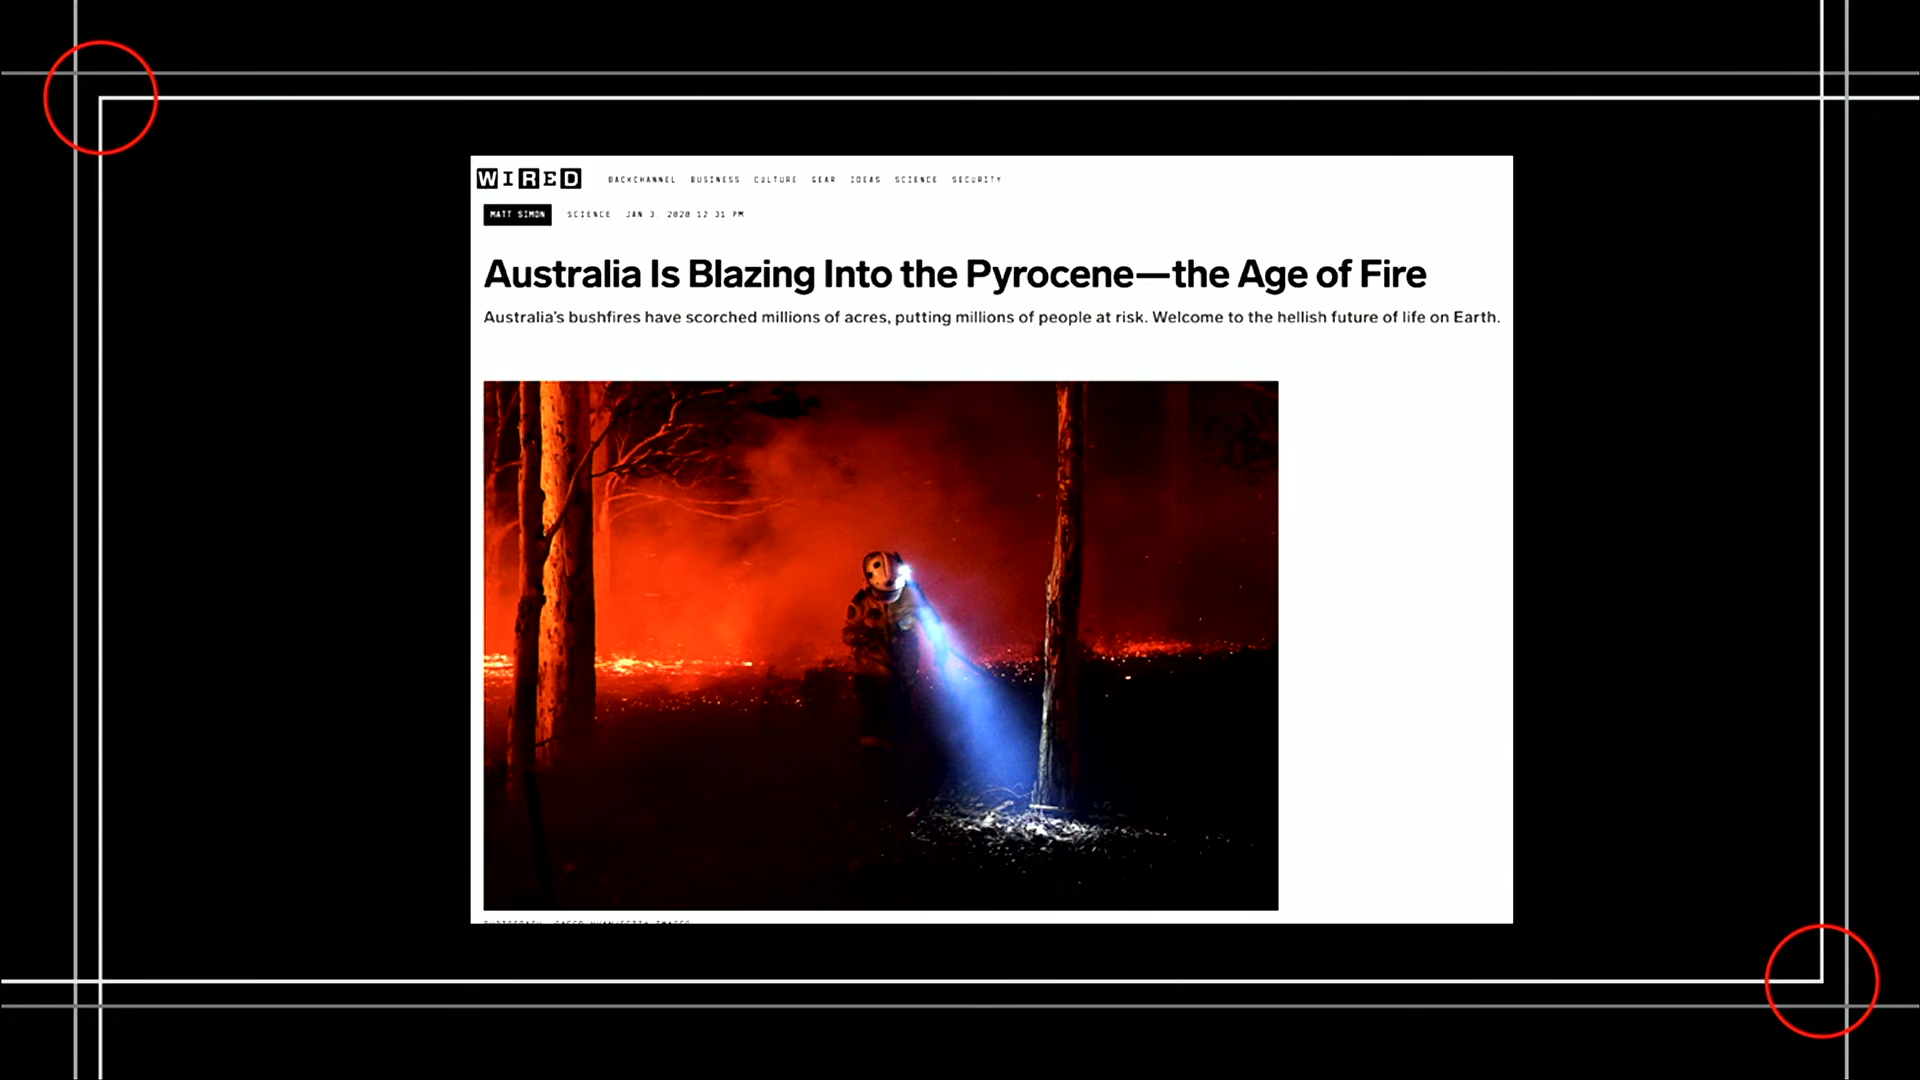 WIRED BACKCHANNEL BUSINESS CULTURE GEAR IDEAS SCIENCE SECURITY
MATT SIMON SCIENCE JAN 3, 2020 12:31 PM
Australia Is Blazing Into the Pyrocene—the Age of Fire
Australia's bushfires have scorched millions of acres, putting millions of people at risk. Welcome to the hellish future of life on Earth.